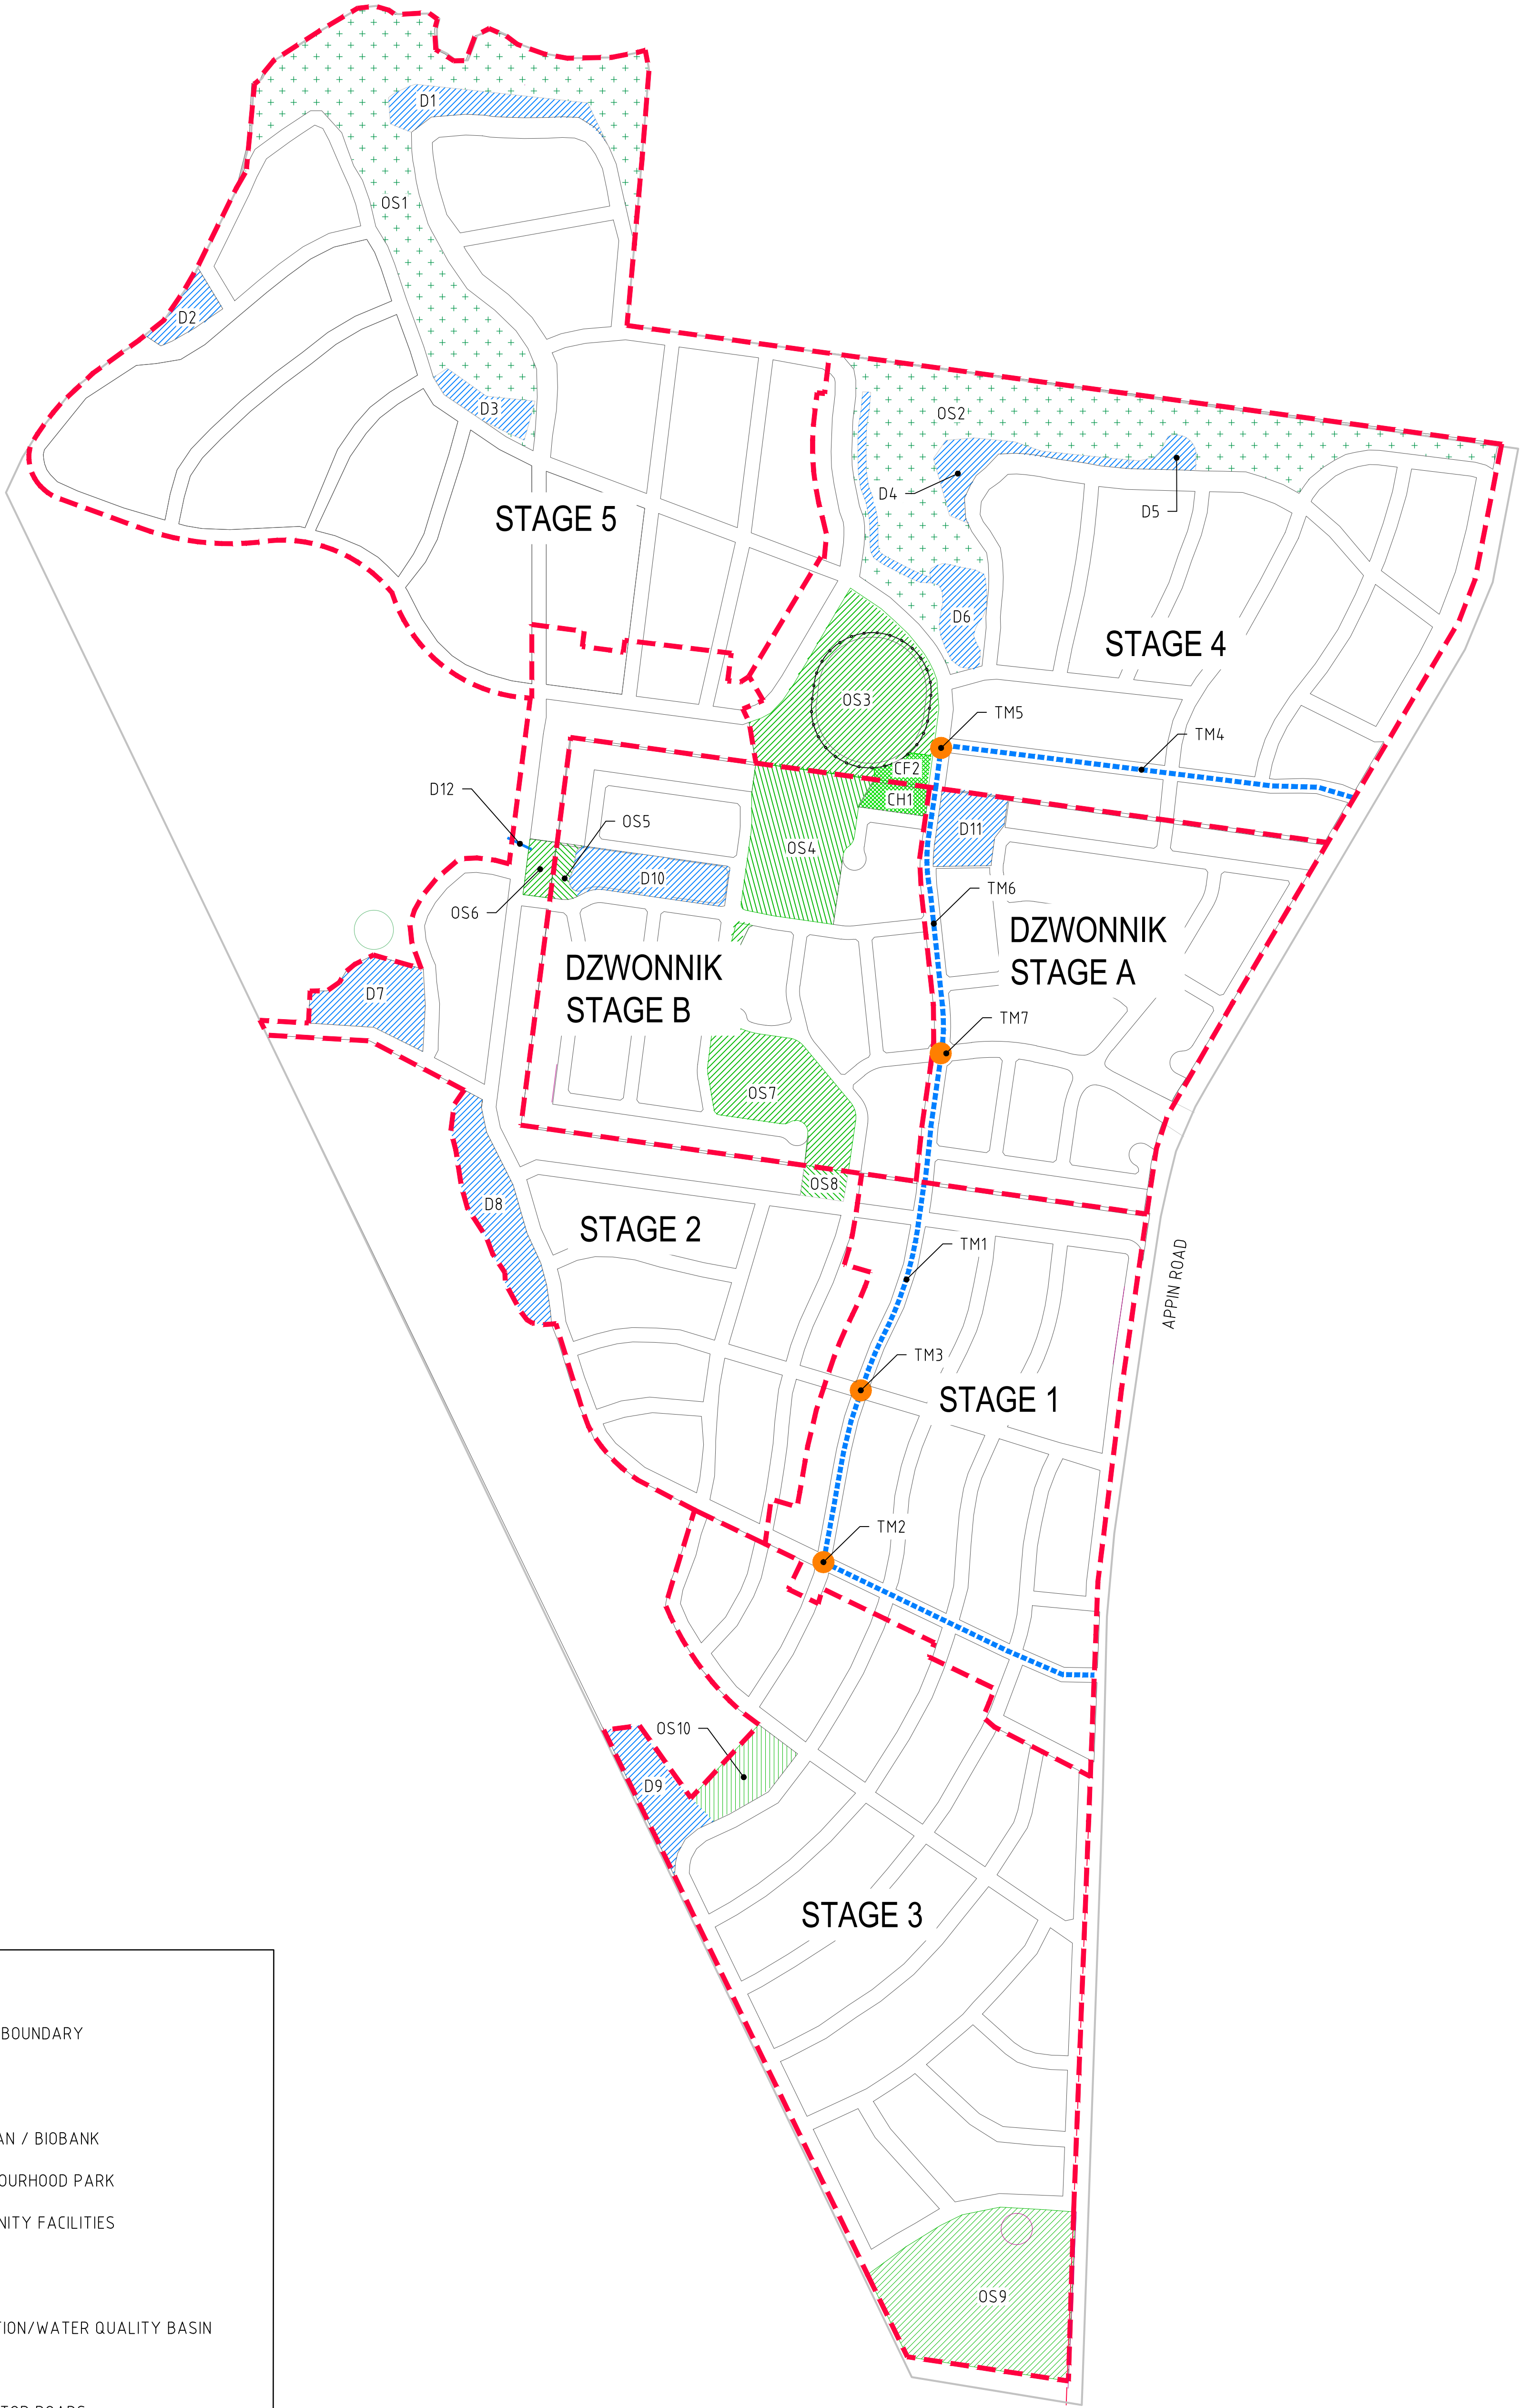 D1
OS1
D2
D3
OS2
D4
D5
STAGE 5
D6
STAGE 4
OS3
TM5
TM4
CF2
CH1
D12
OS5
D11
OS4
D10
TM6
OS6
DZWONNIK
STAGE A
DZWONNIK
STAGE B
D7
TM7
OS7
OS8
D8
STAGE 2
TM1
APPIN ROAD
TM3
STAGE 1
TM2
OS10
D9
STAGE 3
BOUNDARY
AN / BIOBANK
OURHOOD PARK
NITY FACILITIES
OS9
TION/WATER QUALITY BASIN